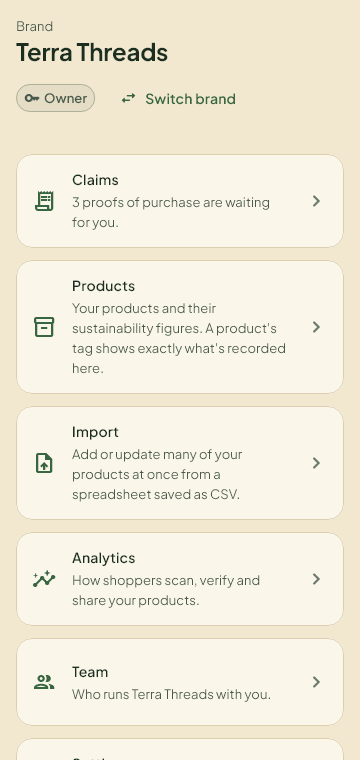 Brand
Terra Threads
Owner
Switch brand
Claims
3 proofs of purchase are waiting
for you.
Products
Your products and their
sustainability figures. A product's
tag shows exactly what's recorded
here.
Import
Add or update many of your
products at once from a
spreadsheet saved as CSV.
Analytics
How shoppers scan, verify and
share your products.
Team
Who runs Terra Threads with you.